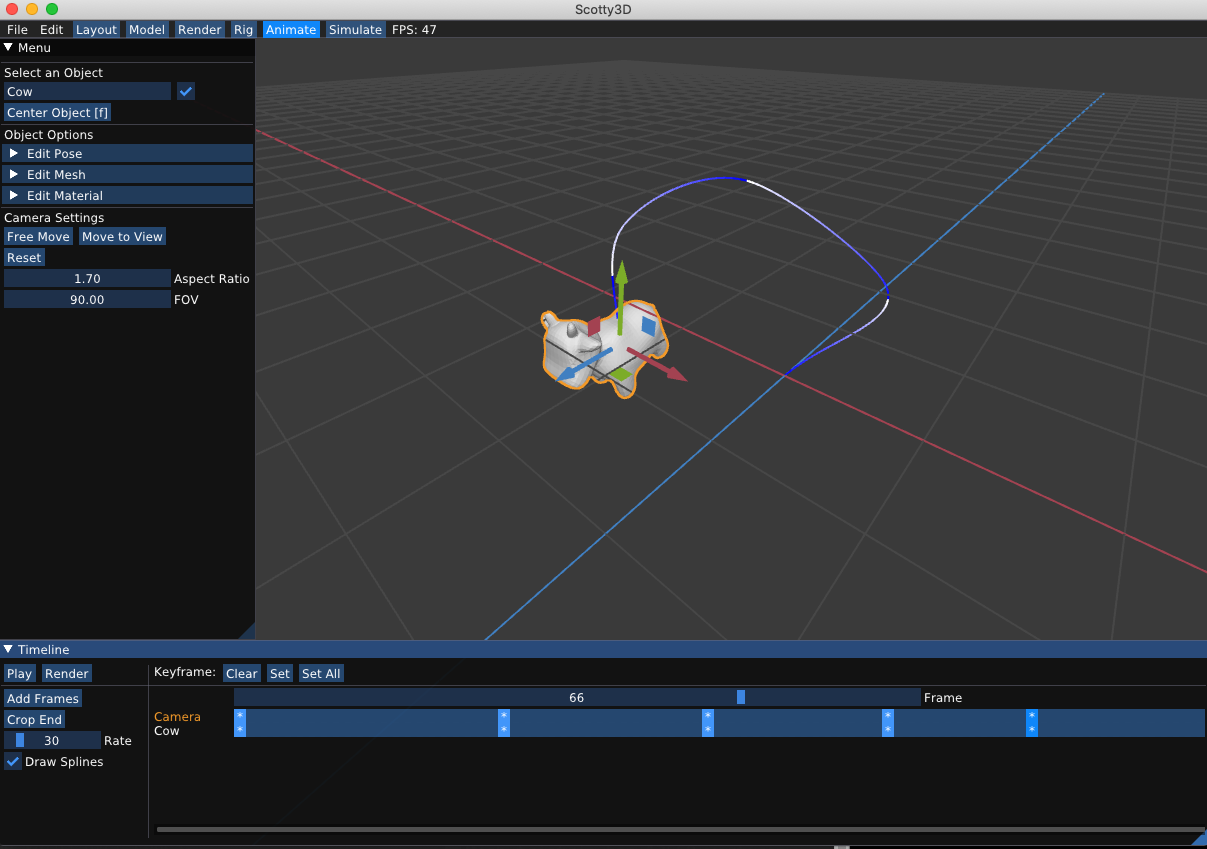 Scotty3D
File Edit Layout Model Render Rig Animate Simulate FPS: 47
Menu
Select an Object
Cow
Center Object [f]
Object Options
Edit Pose
Edit Mesh
Edit Material
Camera Settings
Free Move Move to View
Reset
1.70 Aspect Ratio
90.00 FOV
Timeline
Play Render
Add Frames
Crop End
30 Rate
Draw Splines
Keyframe: Clear Set Set All
66 Frame
Camera * * * * *
Cow * * * * *